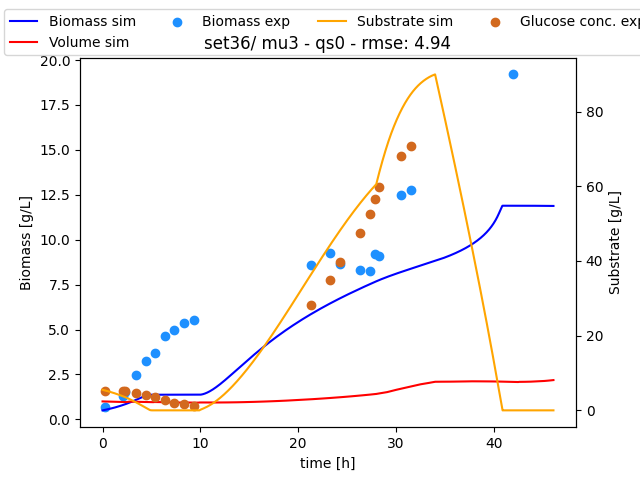 Biomass sim Biomass exp Substrate sim Glucose conc. exp
Volume sim
set36/ mu3 - qs0 - rmse: 4.94
20.0
17.5
15.0
12.5
10.0
7.5
5.0
2.5
0.0
Biomass [g/L]
80
60
40
20
0
Substrate [g/L]
0 10 20 30 40
time [h]